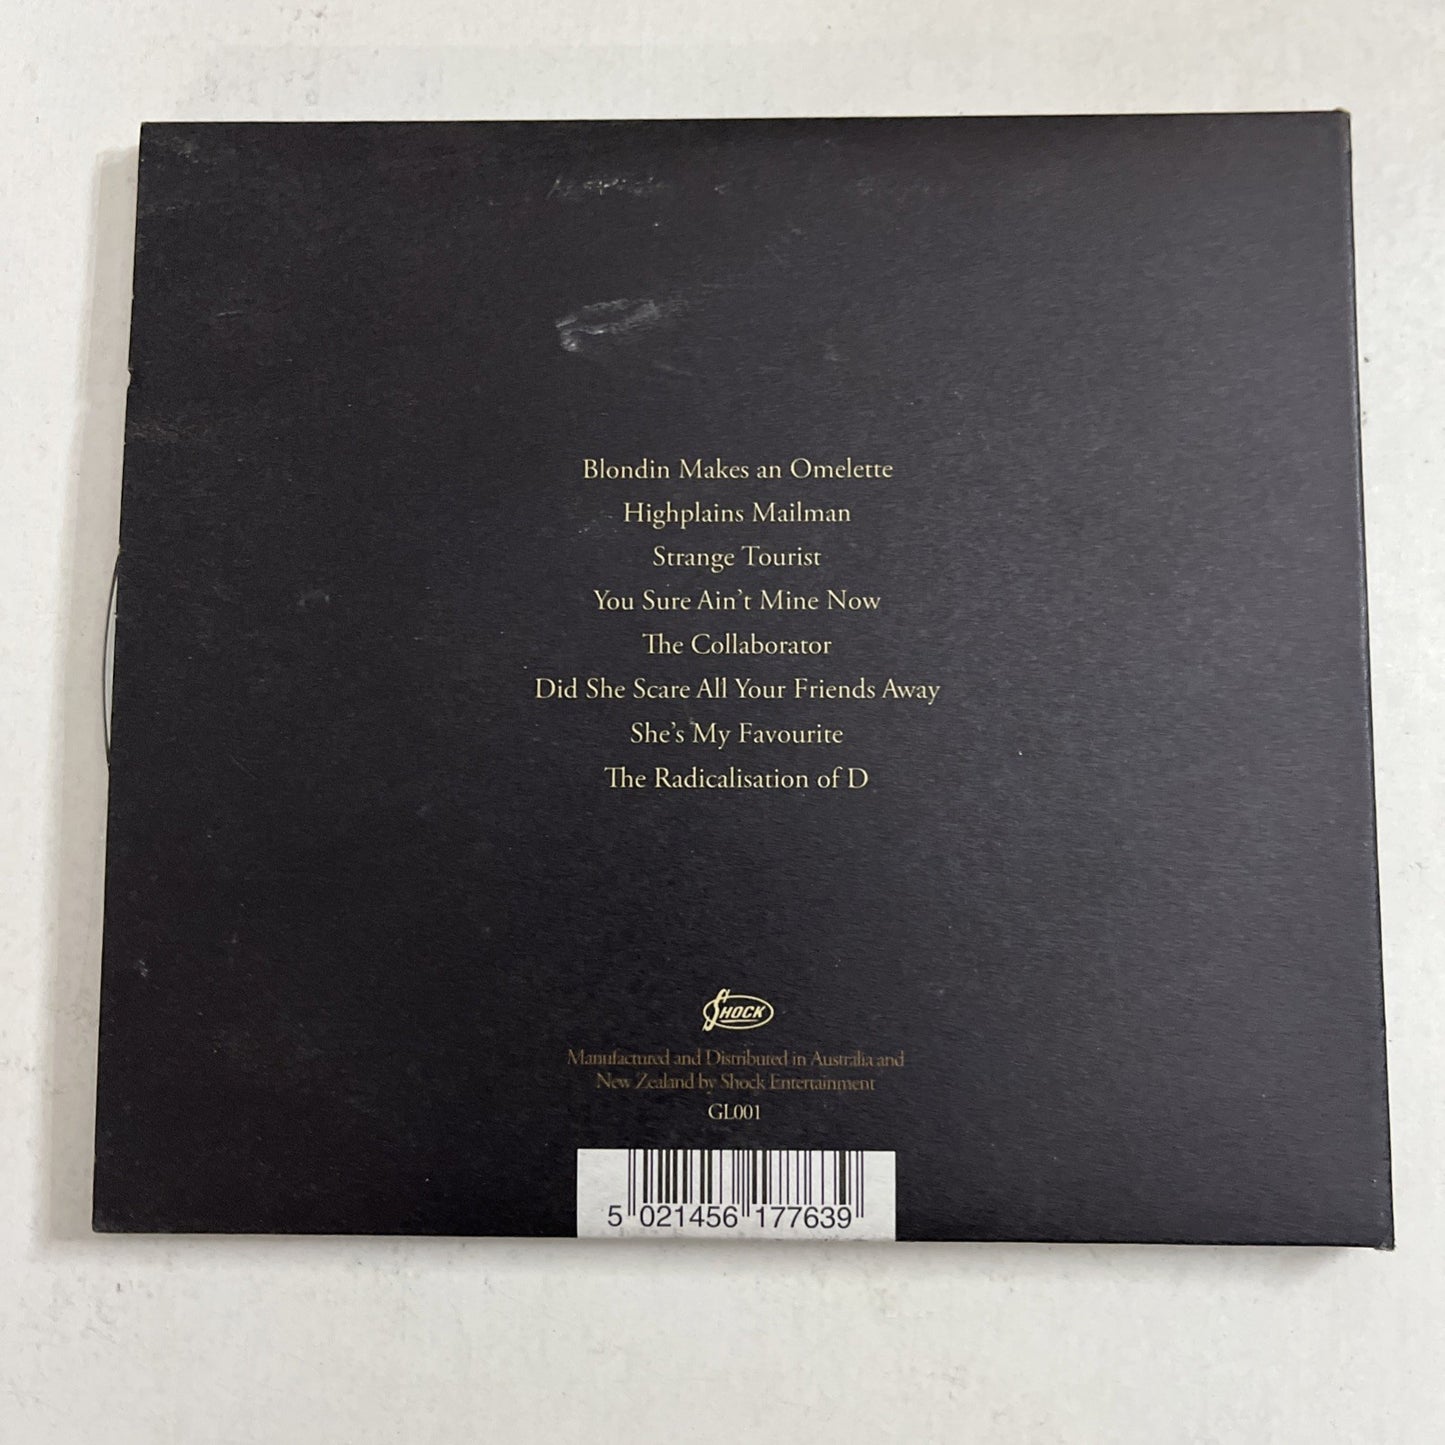 Blondin Makes an Omelette
Highplains Mailman
Strange Tourist
You Sure Ain't Mine Now
The Collaborator
Did She Scare All Your Friends Away
She's My Favourite
The Radicalisation of D
SHOCK
Manufactured and Distributed in Australia and
New Zealand by Shock Entertainment
GL001
5 021456 177639